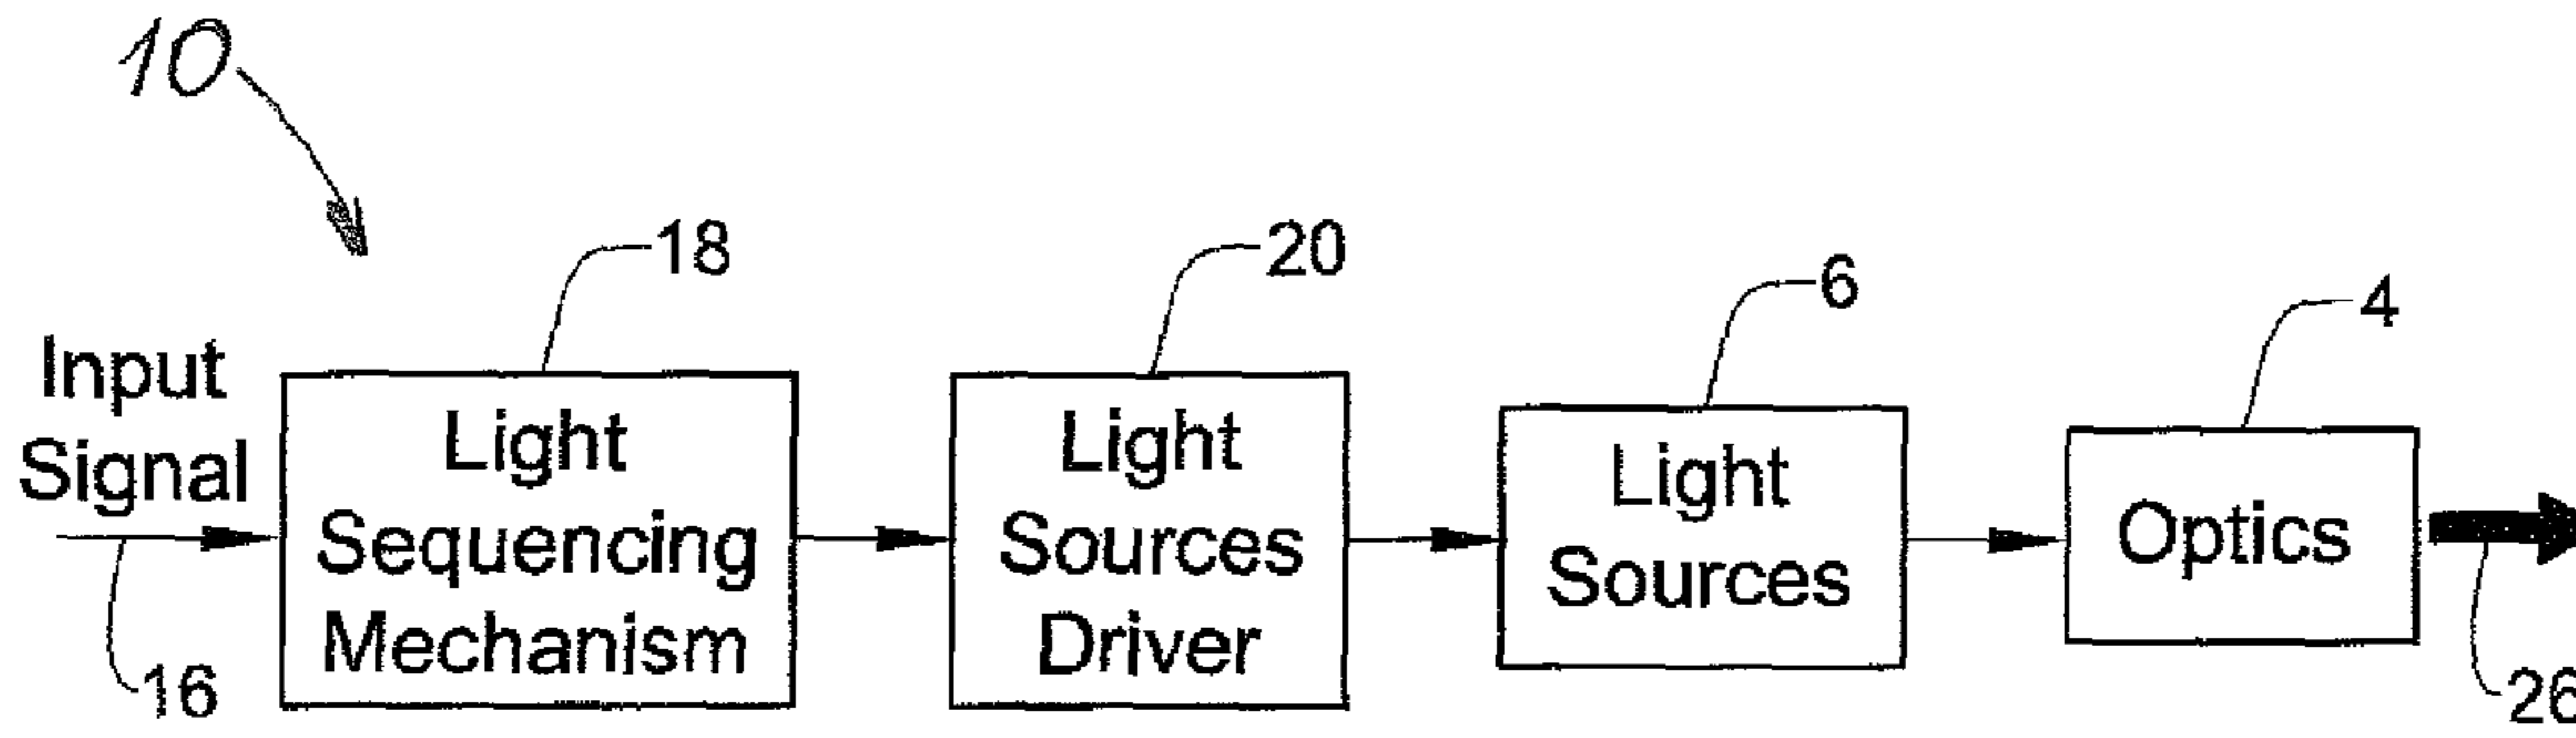 10
18
20
6
4
Input
Signal
Light
Sequencing
Mechanism
Light
Sources
Driver
Light
Sources
Optics
16
26